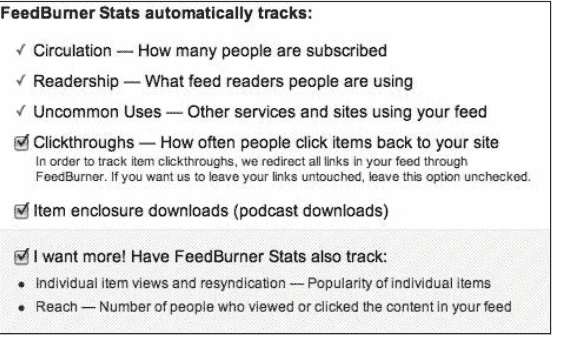 FeedBurner Stats automatically tracks:
✓ Circulation — How many people are subscribed
✓ Readership — What feed readers people are using
✓ Uncommon Uses — Other services and sites using your feed
☑ Clickthroughs — How often people click items back to your site
In order to track item clickthroughs, we redirect all links in your feed through
FeedBurner. If you want us to leave your links untouched, leave this option unchecked.
☑ Item enclosure downloads (podcast downloads)
☑ I want more! Have FeedBurner Stats also track:
• Individual item views and resyndication — Popularity of individual items
• Reach — Number of people who viewed or clicked the content in your feed